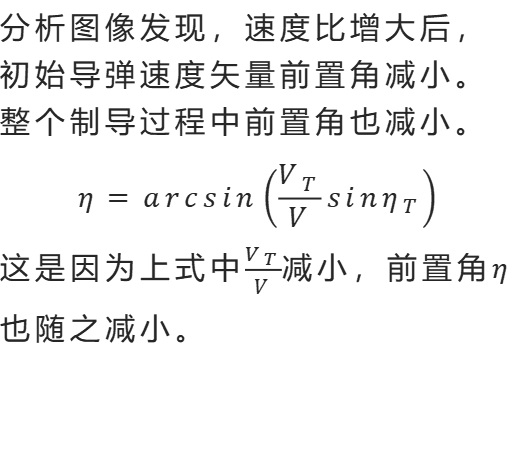 分析图像发现，速度比增大后，
初始导弹速度矢量前置角减小。
整个制导过程中前置角也减小。
η = arcsin (V_T/V sinη_T)
这是因为上式中V_T/V减小，前置角η
也随之减小。